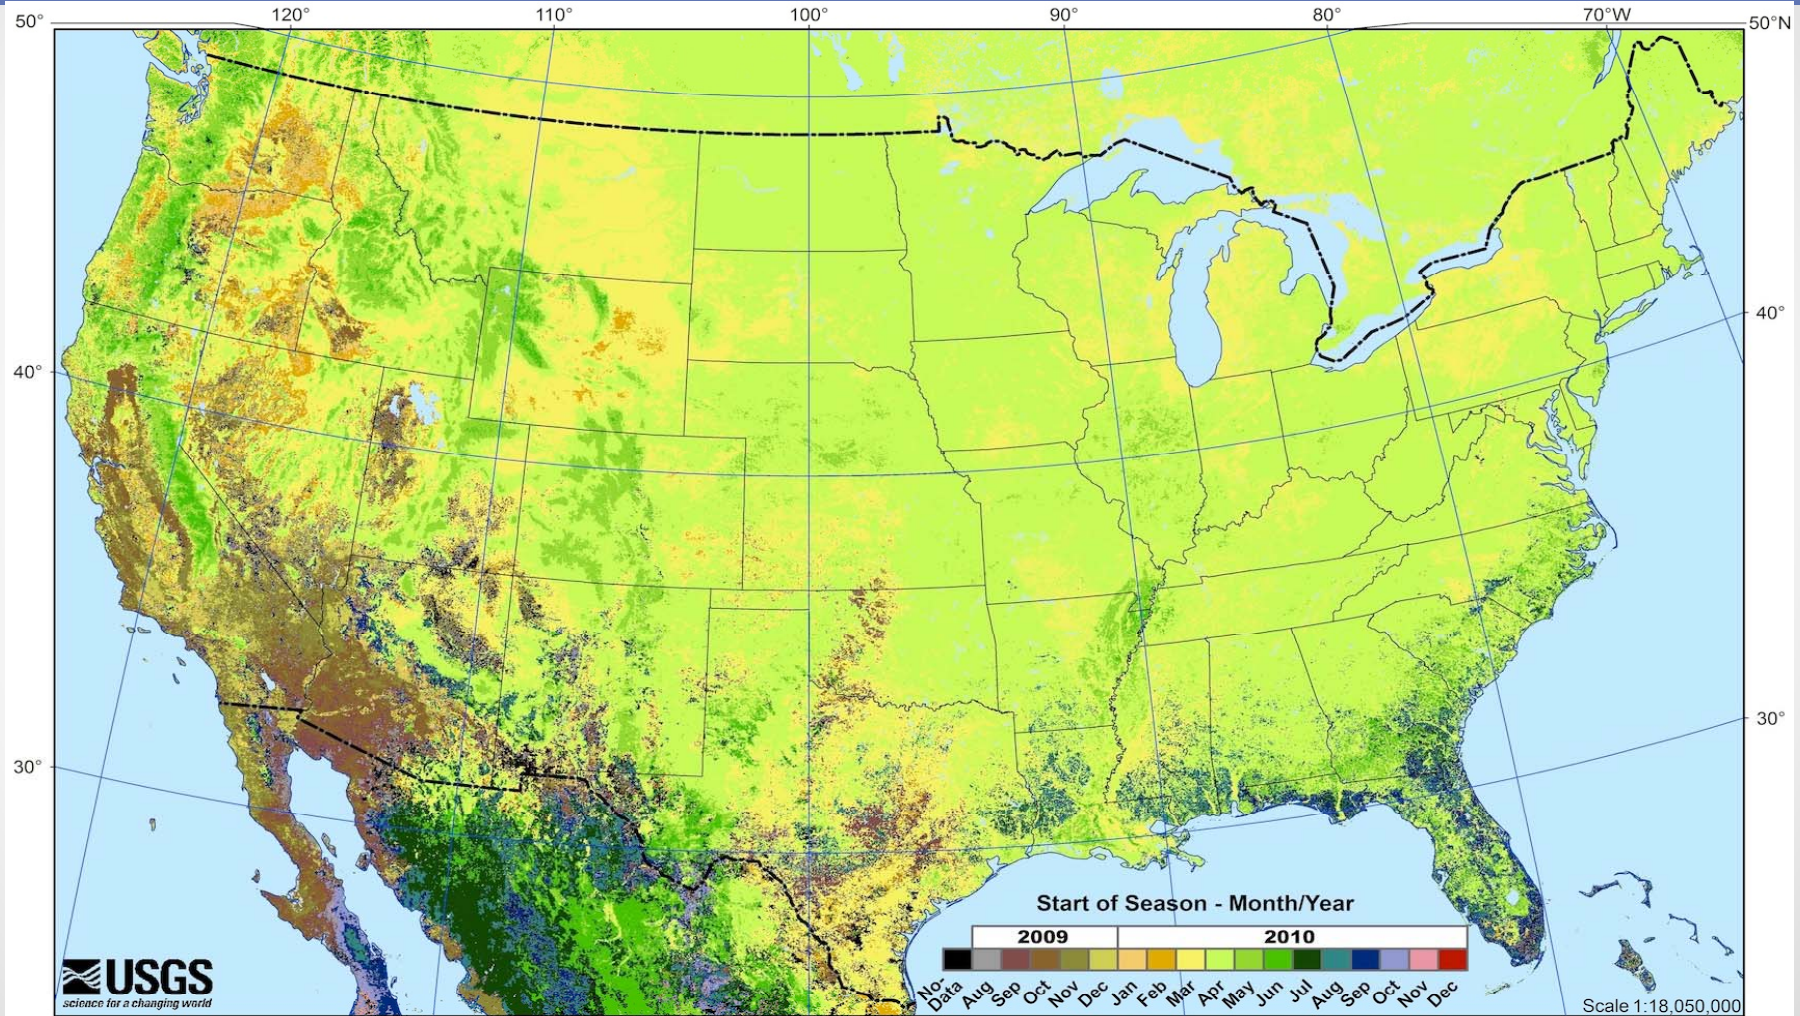 120° 110° 100° 90° 80° 70°W
50° 50°N
40° 40°
30° 30°
Start of Season - Month/Year
2009 2010
No-Data Aug Sep Oct Nov Dec Jan Feb Mar Apr May Jun Jul Aug Sep Oct Nov Dec
USGS
science for a changing world
Scale 1:18,050,000